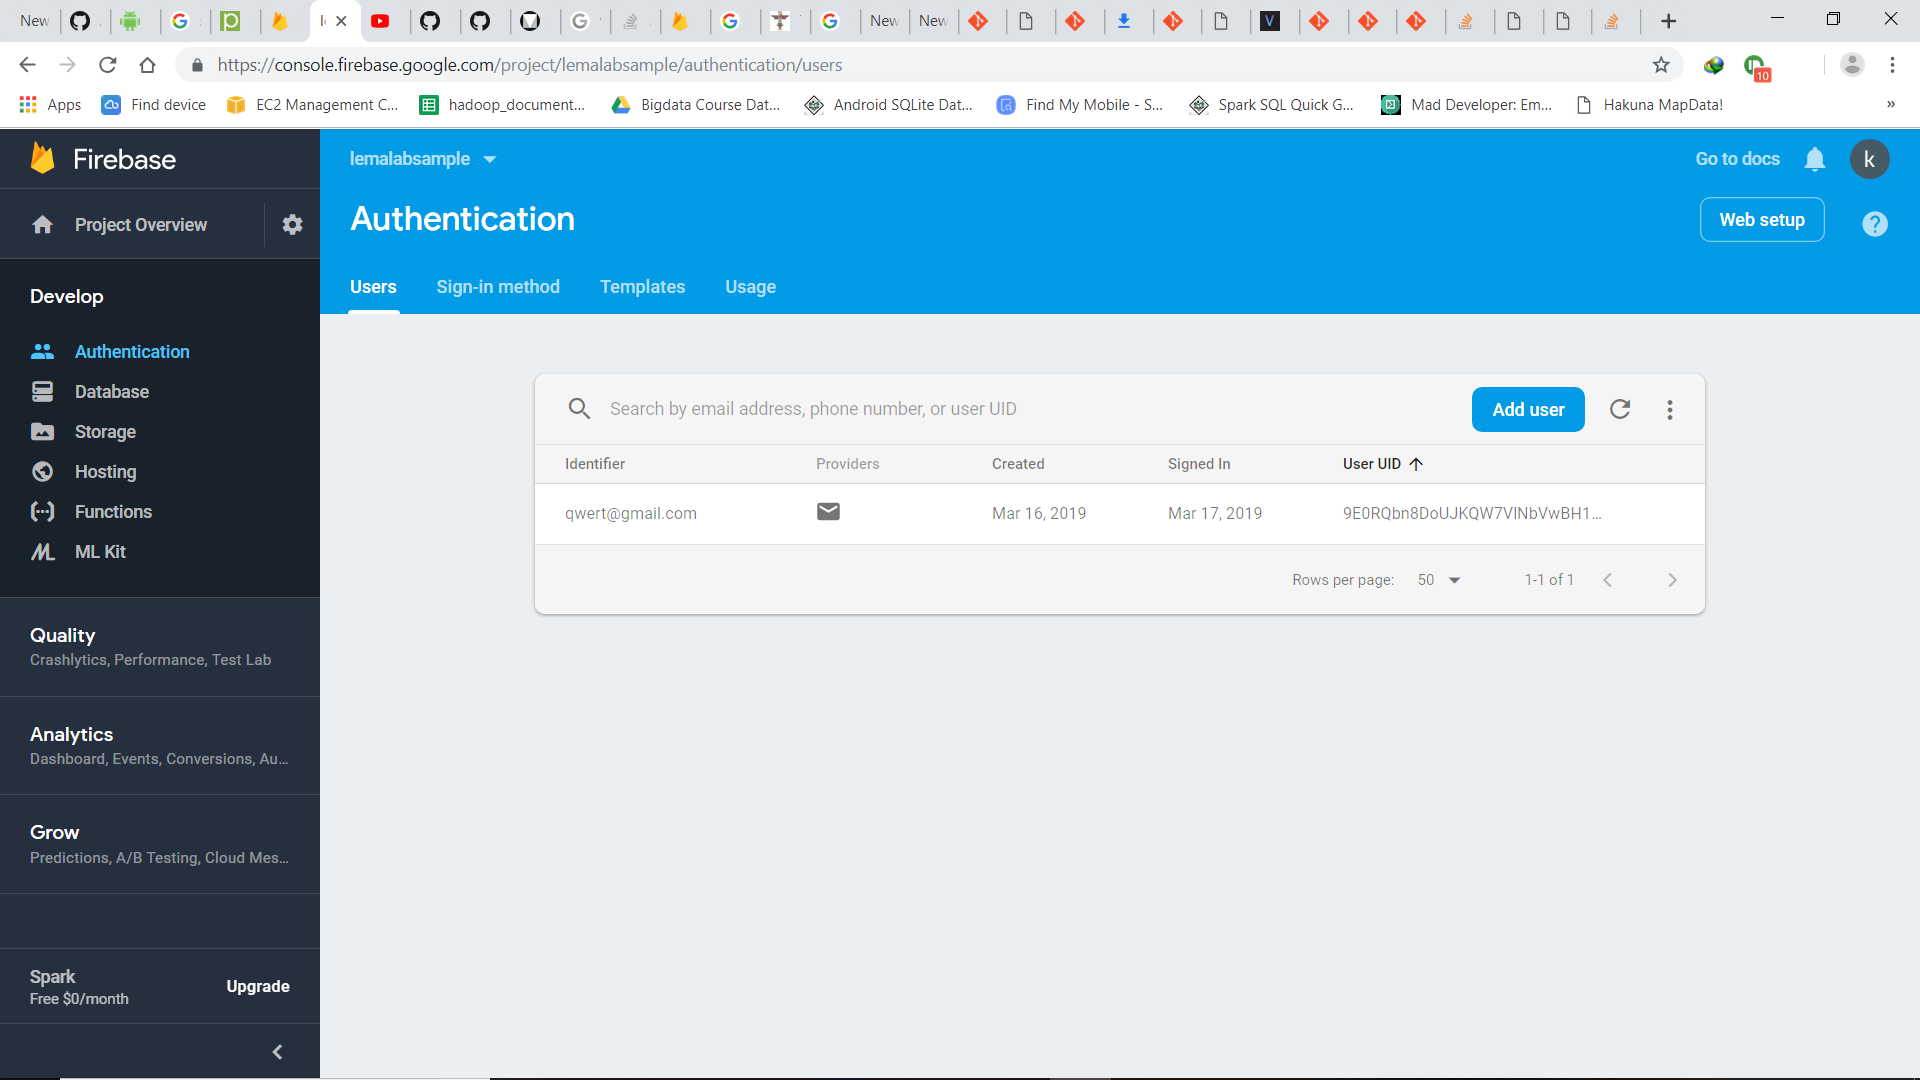 New
New
New
https://console.firebase.google.com/project/lemalabsample/authentication/users
10
Apps
Find device
EC2 Management C...
hadoop_document...
Bigdata Course Dat...
Android SQLite Dat...
Find My Mobile - S...
Spark SQL Quick G...
Mad Developer: Em...
Hakuna MapData!
»
Firebase
lemalabsample
Go to docs
k
Project Overview
Authentication
Web setup
Users
Sign-in method
Templates
Usage
Develop
Authentication
Database
Storage
Hosting
Functions
ML Kit
Search by email address, phone number, or user UID
Add user
Identifier
Providers
Created
Signed In
User UID
qwert@gmail.com
Mar 16, 2019
Mar 17, 2019
9E0RQbn8DoUJKQW7VINbVwBH1...
Rows per page:
50
1-1 of 1
Quality
Crashlytics, Performance, Test Lab
Analytics
Dashboard, Events, Conversions, Au...
Grow
Predictions, A/B Testing, Cloud Mes...
Spark
Free $0/month
Upgrade